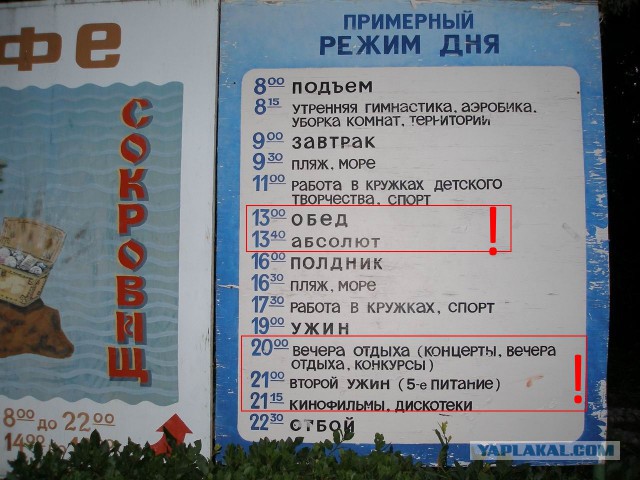 ФЕ
СОКРОВИЩ
8⁰⁰ ДО 22⁰⁰
ПРИМЕРНЫЙ
РЕЖИМ ДНЯ
8⁰⁰ ПОДЪЕМ
8¹⁵ УТРЕННЯЯ ГИМНАСТИКА, АЭРОБИКА,
УБОРКА КОМНАТ, ТЕРРИТОРИИ
9⁰⁰ ЗАВТРАК
9³⁰ ПЛЯЖ, МОРЕ
11⁰⁰ РАБОТА В КРУЖКАХ ДЕТСКОГО
ТВОРЧЕСТВА, СПОРТ
13⁰⁰ ОБЕД
13⁴⁰ АБСОЛЮТ
!
16⁰⁰ ПОЛДНИК
16³⁰ ПЛЯЖ, МОРЕ
17³⁰ РАБОТА В КРУЖКАХ, СПОРТ
19⁰⁰ УЖИН
20⁰⁰ ВЕЧЕРА ОТДЫХА (КОНЦЕРТЫ, ВЕЧЕРА
ОТДЫХА, КОНКУРСЫ)
21⁰⁰ ВТОРОЙ УЖИН (5-е ПИТАНИЕ)
21¹⁵ КИНОФИЛЬМЫ, ДИСКОТЕКИ
!
22³⁰ ОТБОЙ
YAPLAKAL.COM